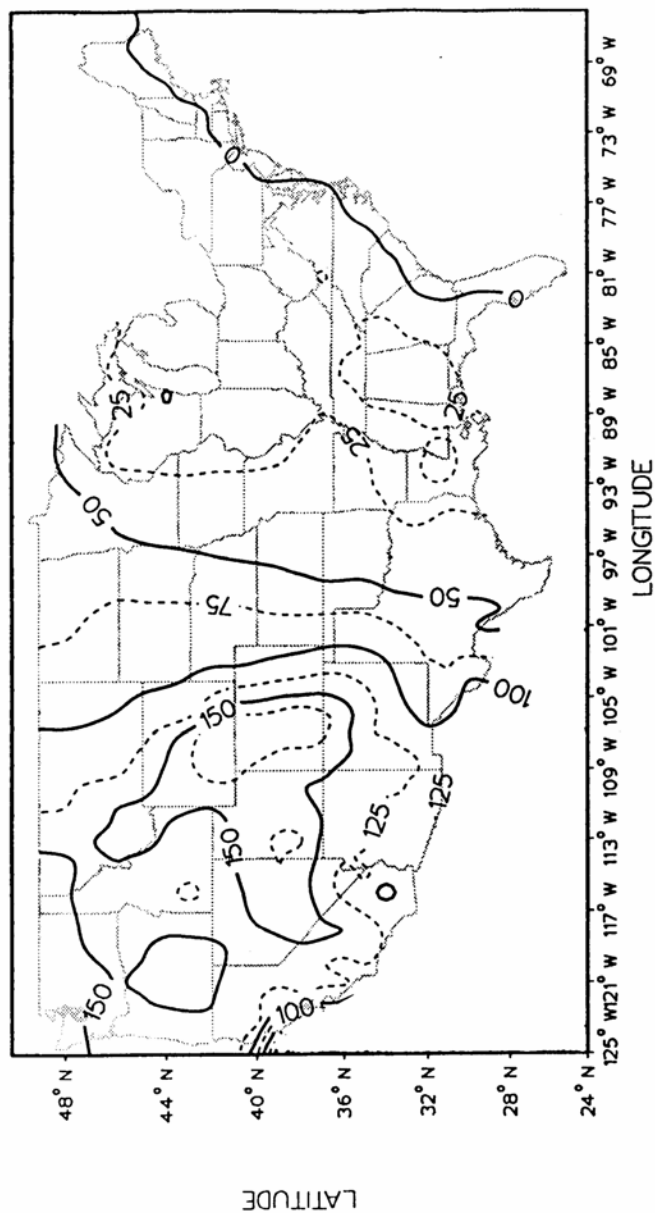 LATITUDE
48° N
44° N
40° N
36° N
32° N
28° N
24° N
125° W
121° W
117° W
113° W
109° W
105° W
101° W
97° W
93° W
89° W
85° W
81° W
77° W
73° W
69° W
LONGITUDE
150
150
150
100
125
125
100
75
50
50
25
25
25
0
0